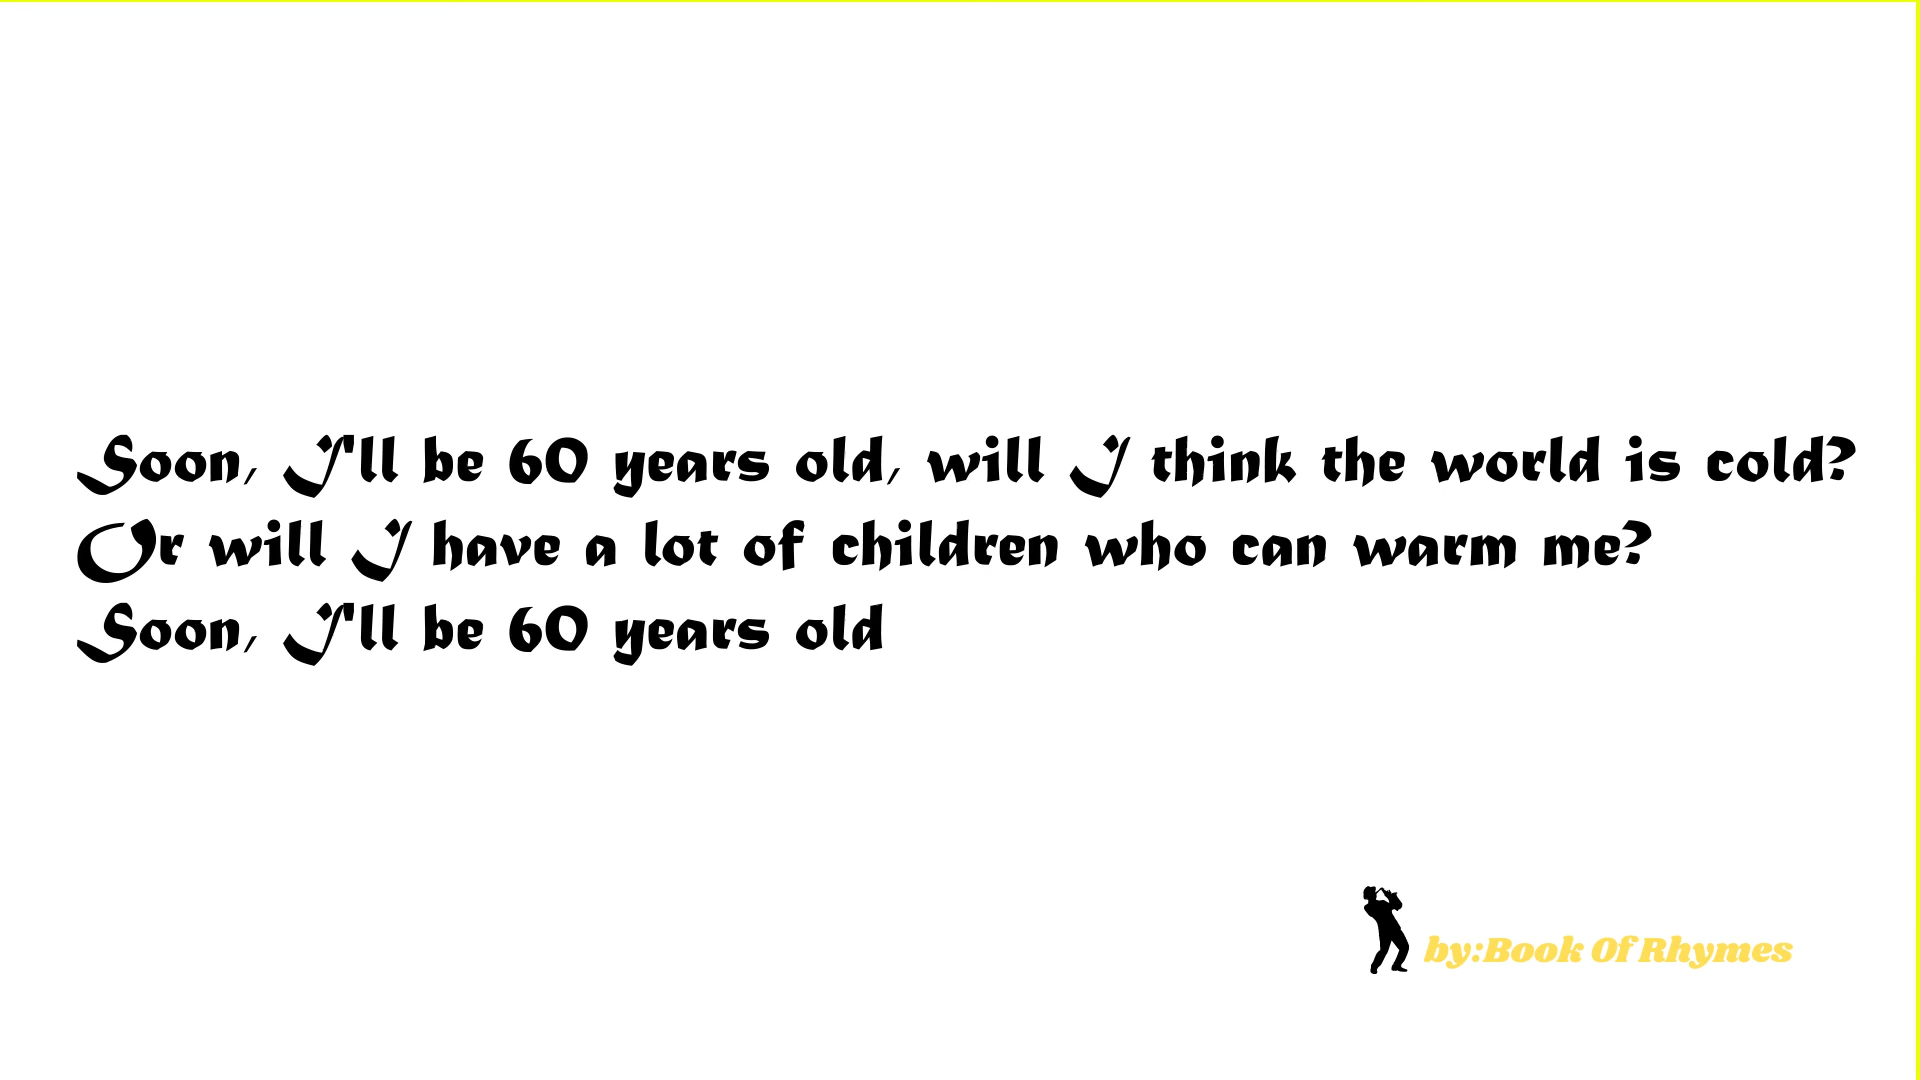 Soon, I'll be 60 years old, will I think the world is cold?
Or will I have a lot of children who can warm me?
Soon, I'll be 60 years old
by:Book Of Rhymes